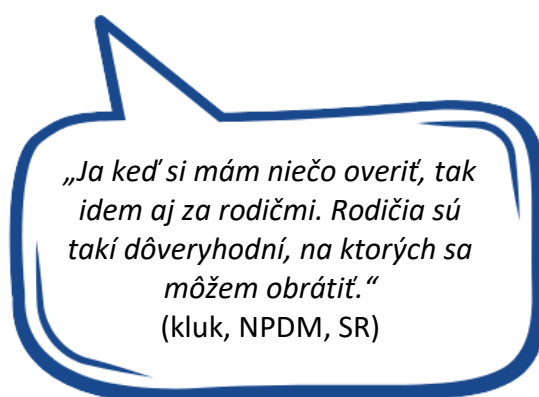 „Ja keď si mám niečo overiť, tak
idem aj za rodičmi. Rodičia sú
takí dôveryhodní, na ktorých sa
môžem obrátiť.“
(kluk, NPDM, SR)